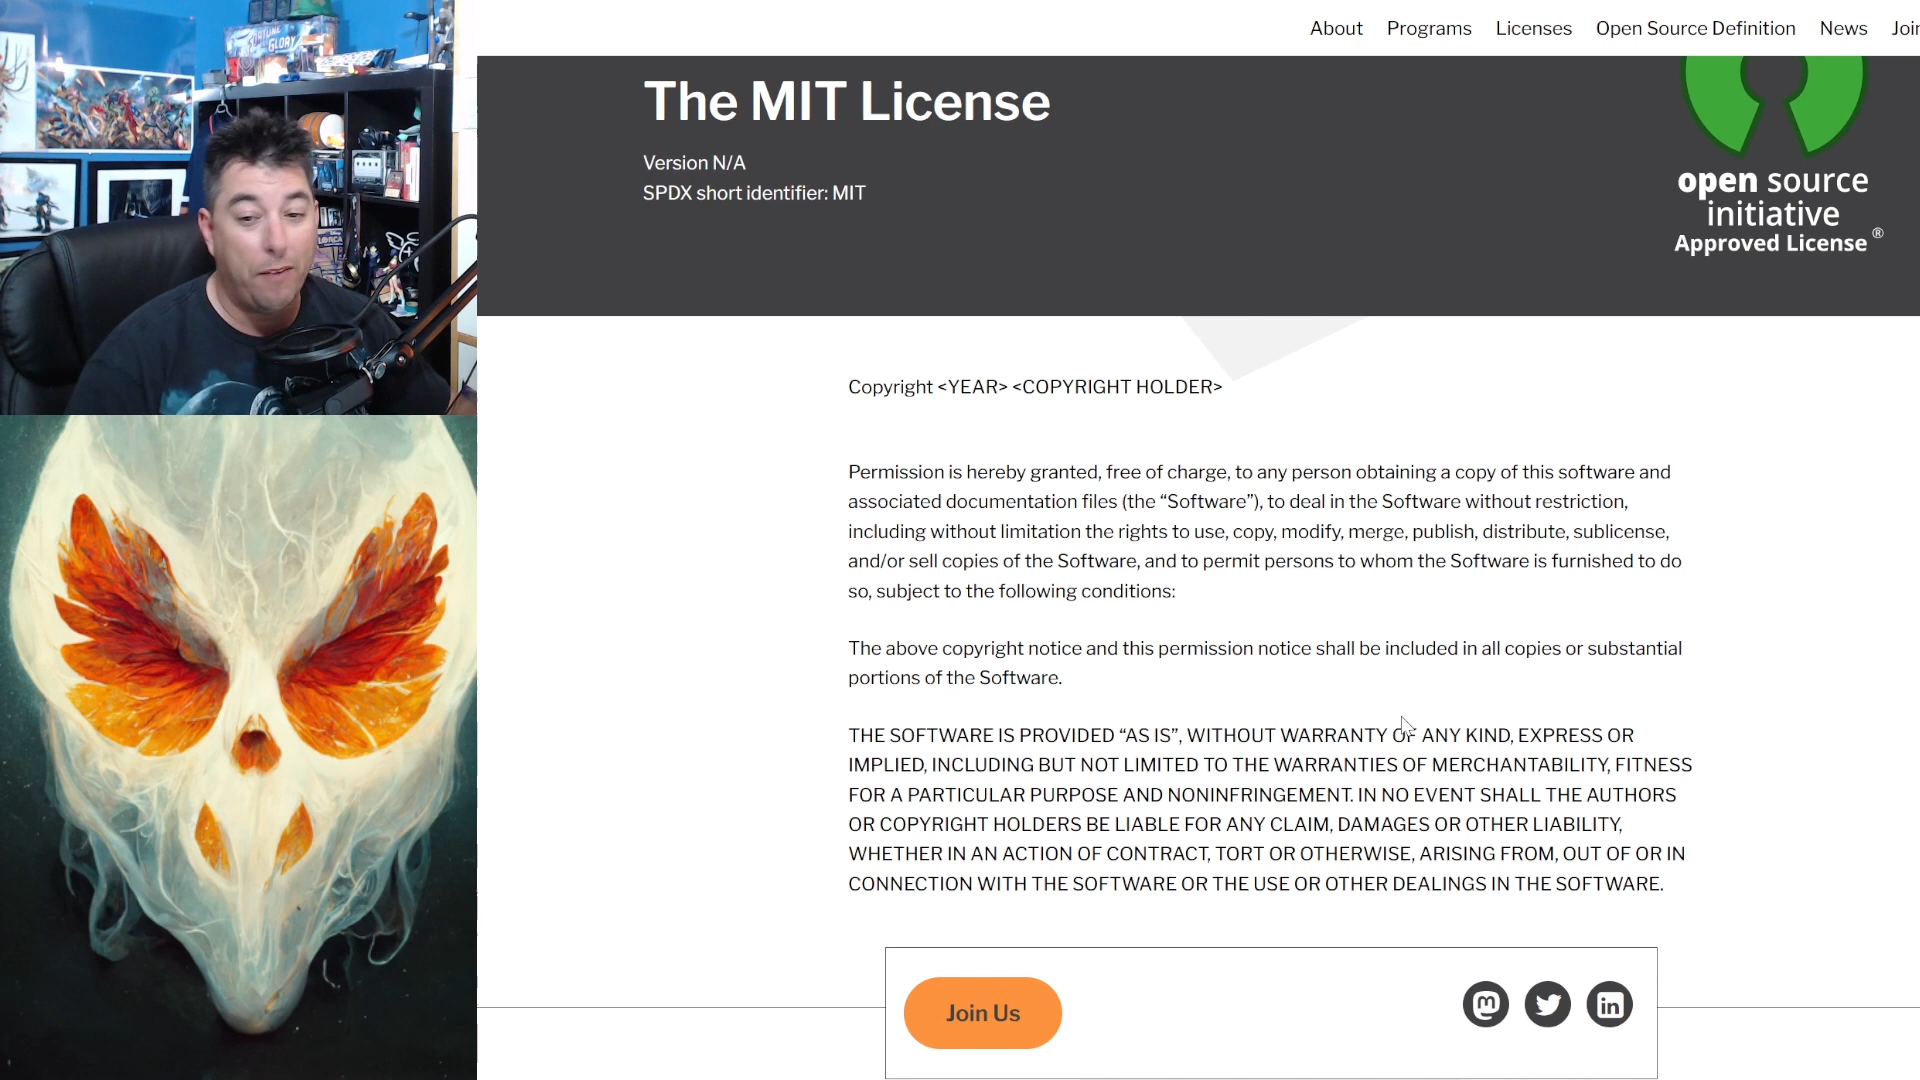 FORTUNE
GLORY
LORCANA
About Programs Licenses Open Source Definition News
The MIT License
Version N/A
SPDX short identifier: MIT
open source
initiative
Approved License ®
Copyright <YEAR> <COPYRIGHT HOLDER>
Permission is hereby granted, free of charge, to any person obtaining a copy of this software and
associated documentation files (the “Software”), to deal in the Software without restriction,
including without limitation the rights to use, copy, modify, merge, publish, distribute, sublicense,
and/or sell copies of the Software, and to permit persons to whom the Software is furnished to do
so, subject to the following conditions:
The above copyright notice and this permission notice shall be included in all copies or substantial
portions of the Software.
THE SOFTWARE IS PROVIDED “AS IS”, WITHOUT WARRANTY OF ANY KIND, EXPRESS OR
IMPLIED, INCLUDING BUT NOT LIMITED TO THE WARRANTIES OF MERCHANTABILITY, FITNESS
FOR A PARTICULAR PURPOSE AND NONINFRINGEMENT. IN NO EVENT SHALL THE AUTHORS
OR COPYRIGHT HOLDERS BE LIABLE FOR ANY CLAIM, DAMAGES OR OTHER LIABILITY,
WHETHER IN AN ACTION OF CONTRACT, TORT OR OTHERWISE, ARISING FROM, OUT OF OR IN
CONNECTION WITH THE SOFTWARE OR THE USE OR OTHER DEALINGS IN THE SOFTWARE.
Join Us